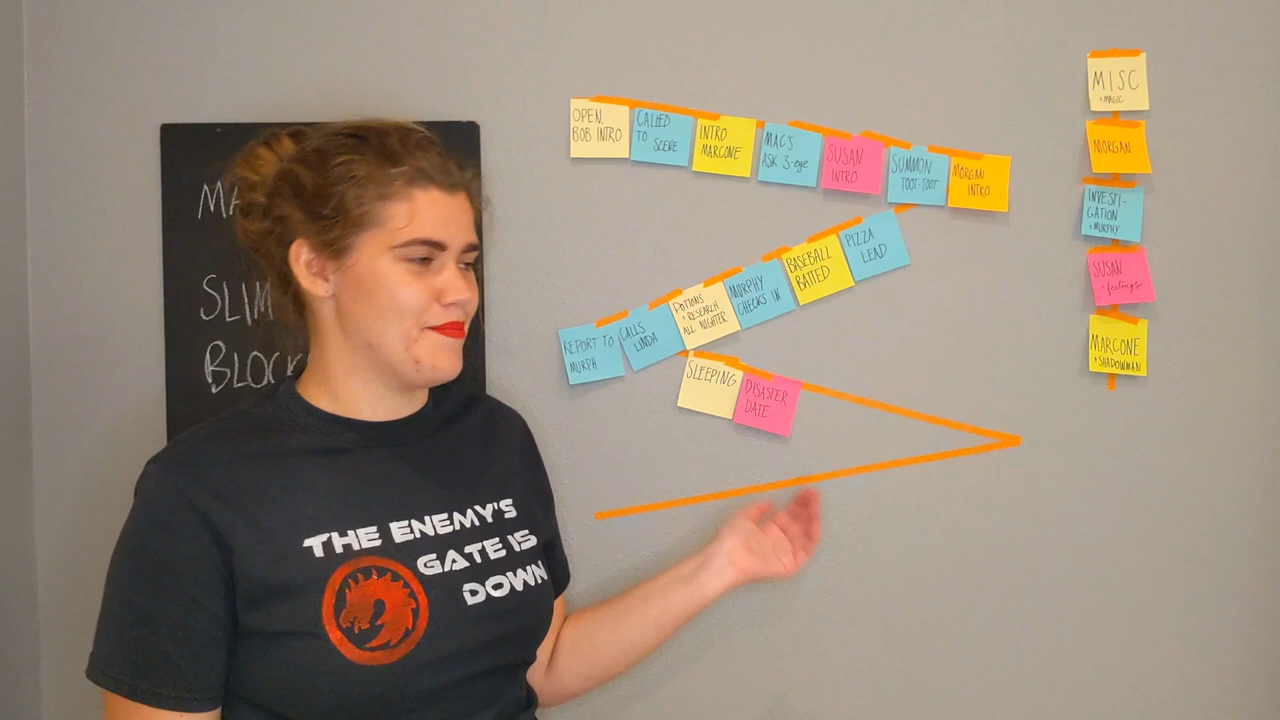 MA
SLIM
BLOCK
THE ENEMY'S
GATE IS
DOWN
OPEN.
BOB INTRO
CALLED
TO SCENE
INTRO
MARCONE
MAC'S
ASK 3-eye
SUSAN
INTRO
SUMMON
TOOT-TOOT
MORGAN
INTRO
PIZZA
LEAD
BASEBALL
BATTED
MURPHY
CHECKS IN
POTIONS
+ RESEARCH
ALL NIGHTER
CALLS
LINDA
REPORT TO
MURPH
SLEEPING
DISASTER
DATE
MISC
+ MAGIC
MORGAN
INVESTI-
GATION
+ MURPHY
SUSAN
+ feelings
MARCONE
+ SHADOWMAN